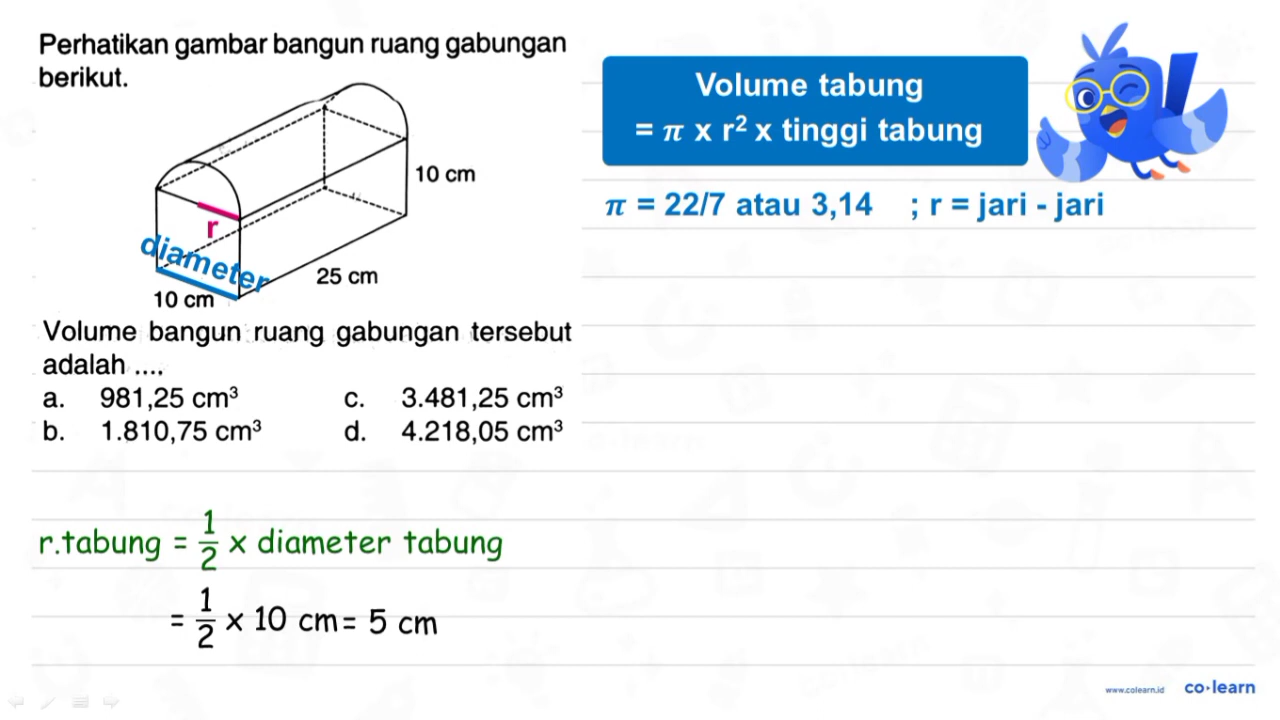 Perhatikan gambar bangun ruang gabungan
berikut.
10 cm
r
diameter
25 cm
10 cm
Volume bangun ruang gabungan tersebut
adalah ....
a. 981,25 cm³ c. 3.481,25 cm³
b. 1.810,75 cm³ d. 4.218,05 cm³
r.tabung = 1/2 x diameter tabung
= 1/2 x 10 cm = 5 cm
Volume tabung
= π x r² x tinggi tabung
π = 22/7 atau 3,14 ; r = jari - jari
www.colearn.id co·learn